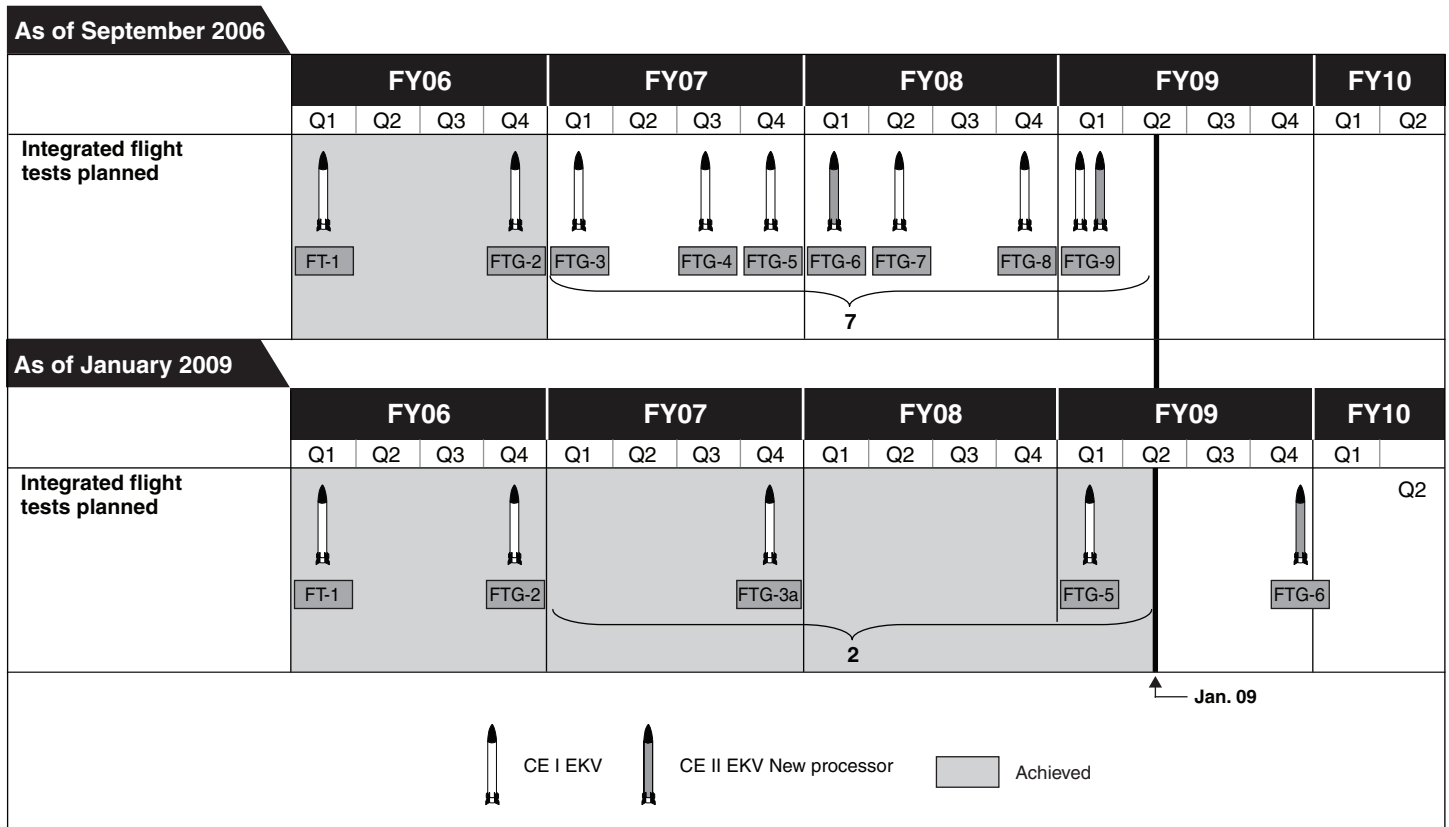 As of September 2006
FY06 FY07 FY08 FY09 FY10
Q1 Q2 Q3 Q4 Q1 Q2 Q3 Q4 Q1 Q2 Q3 Q4 Q1 Q2 Q3 Q4 Q1 Q2
Integrated flight
tests planned
FT-1 FTG-2 FTG-3 FTG-4 FTG-5 FTG-6 FTG-7 FTG-8 FTG-9
7
As of January 2009
FY06 FY07 FY08 FY09 FY10
Q1 Q2 Q3 Q4 Q1 Q2 Q3 Q4 Q1 Q2 Q3 Q4 Q1 Q2 Q3 Q4 Q1
Integrated flight
tests planned
Q2
FT-1 FTG-2 FTG-3a FTG-5 FTG-6
2
Jan. 09
CE I EKV CE II EKV New processor Achieved